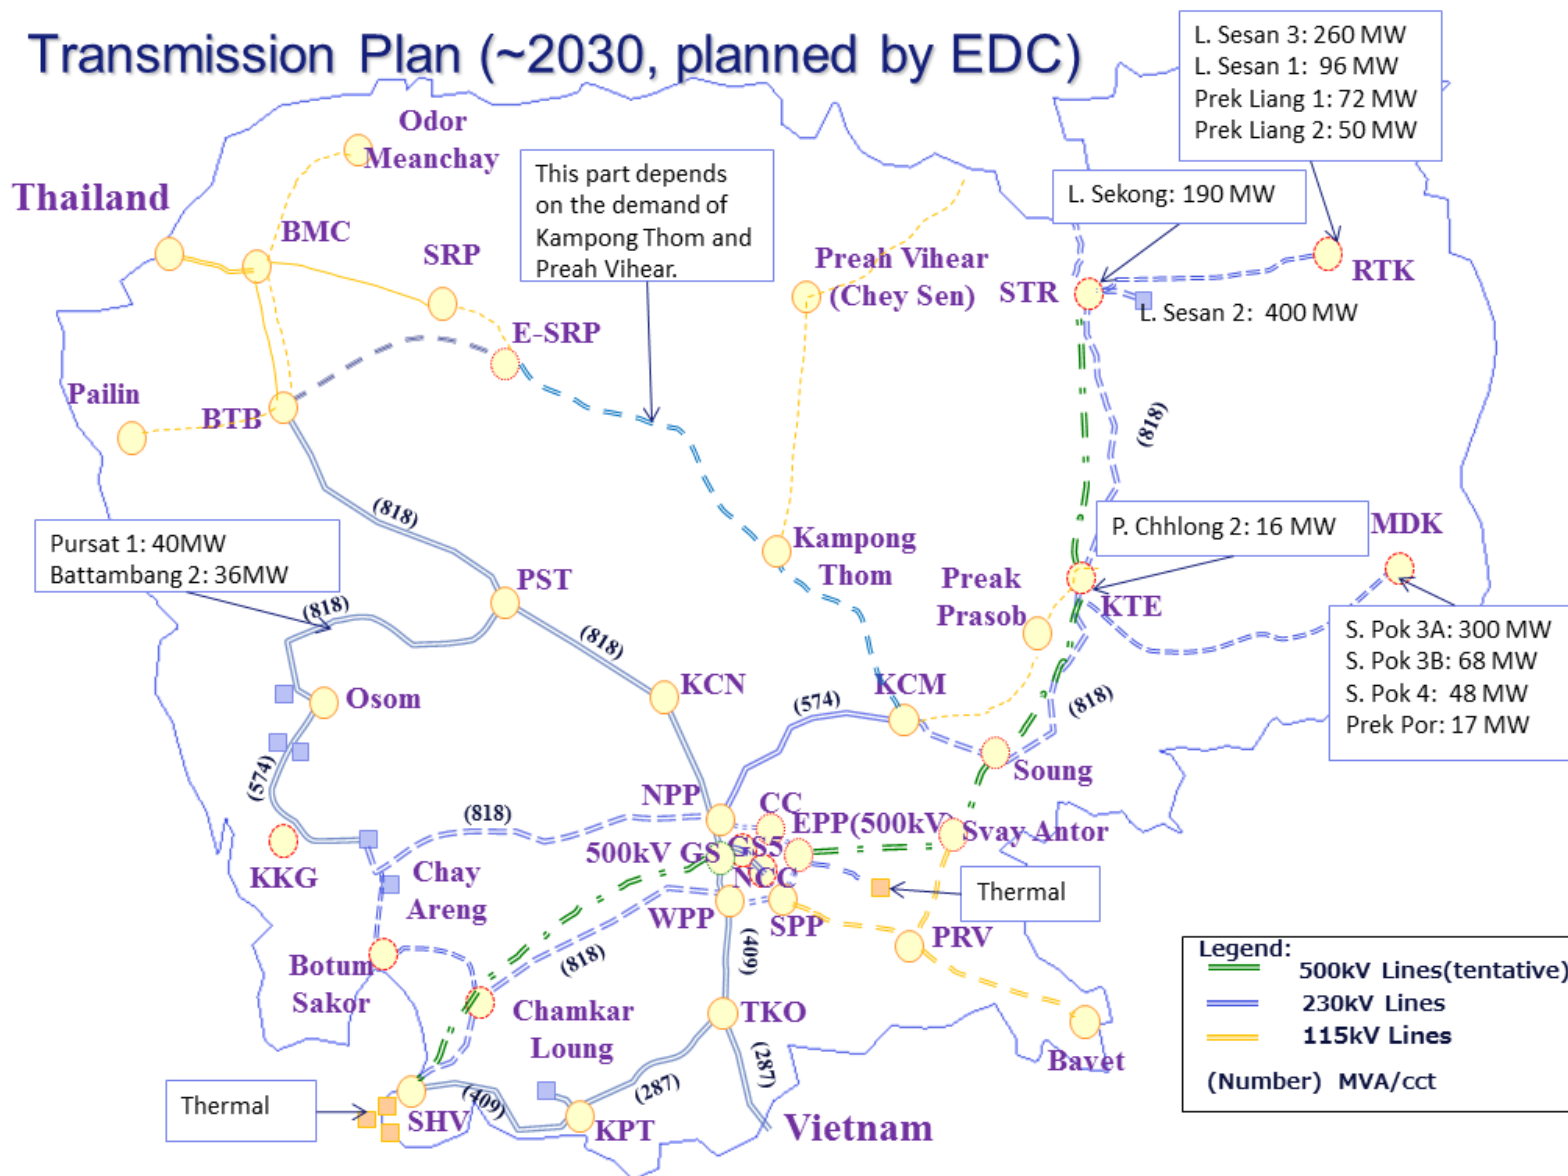 Transmission Plan (~2030, planned by EDC)
L. Sesan 3: 260 MW
L. Sesan 1: 96 MW
Prek Liang 1: 72 MW
Prek Liang 2: 50 MW
Odor
Meanchay
This part depends
on the demand of
Kampong Thom and
Preah Vihear.
Thailand
L. Sekong: 190 MW
BMC
SRP
Preah Vihear
(Chey Sen)
STR
RTK
L. Sesan 2: 400 MW
E-SRP
Pailin
BTB
(818)
(818)
P. Chhlong 2: 16 MW
MDK
Pursat 1: 40MW
Battambang 2: 36MW
Kampong
Thom
PST
Preak
Prasob
KTE
(818)
(818)
S. Pok 3A: 300 MW
S. Pok 3B: 68 MW
S. Pok 4: 48 MW
Prek Por: 17 MW
Osom
KCN
KCM
(574)
(818)
Soung
(574)
NPP
CC
(818)
EPP(500kV)
Svay Antor
500kV GS
GS5
KKG
NCC
Chay
Areng
Thermal
WPP
SPP
PRV
Botum
Sakor
(818)
(409)
Chamkar
Loung
TKO
Bavet
Legend:
500kV Lines(tentative)
230kV Lines
115kV Lines
(Number) MVA/cct
Thermal
(409)
(287)
(287)
SHV
KPT
Vietnam